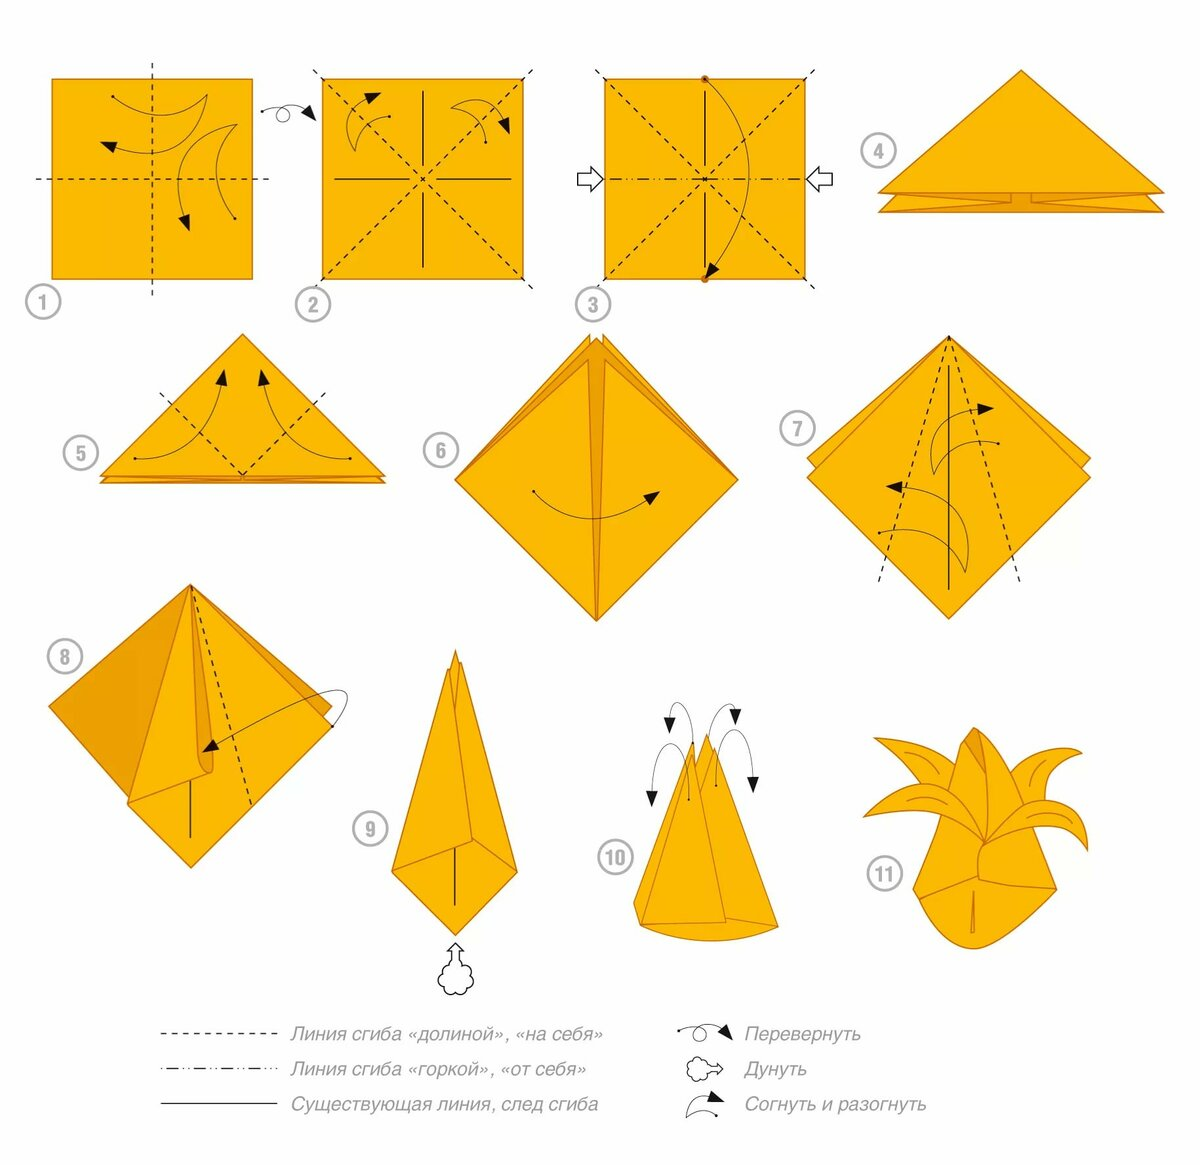 1
2
3
4
5
6
7
8
9
10
11
Линия сгиба «долиной», «на себя»
Линия сгиба «горкой», «от себя»
Существующая линия, след сгиба
Перевернуть
Дунуть
Согнуть и разогнуть